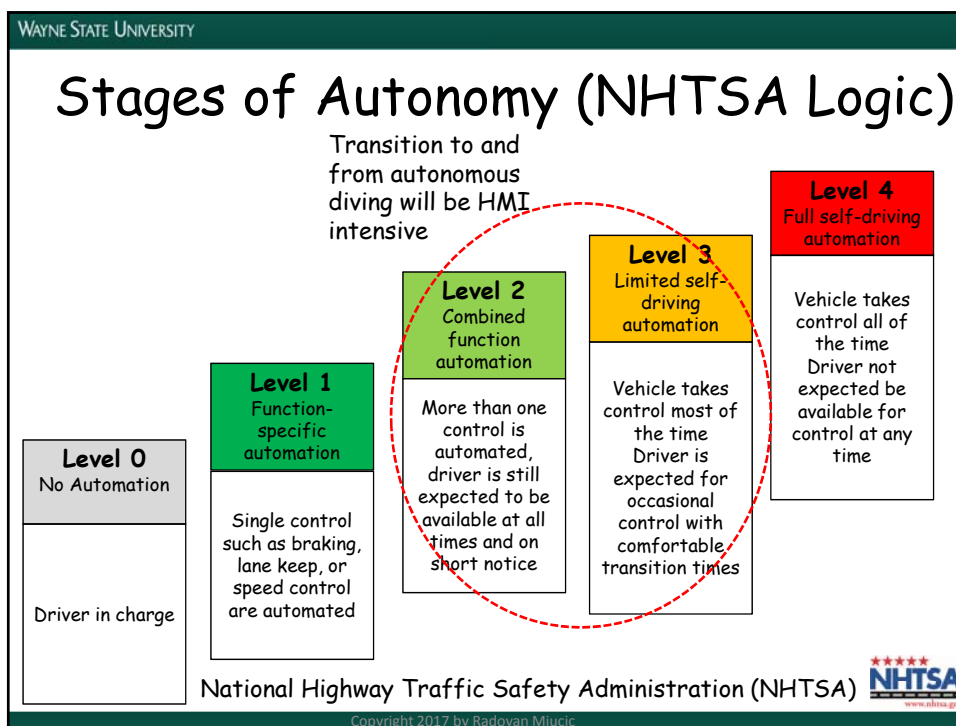 WAYNE STATE UNIVERSITY
Stages of Autonomy (NHTSA Logic)
Transition to and
from autonomous
diving will be HMI
intensive
Level 0
No Automation
Driver in charge
Level 1
Function-
specific
automation
Single control
such as braking,
lane keep, or
speed control
are automated
Level 2
Combined
function
automation
More than one
control is
automated,
driver is still
expected to be
available at all
times and on
short notice
Level 3
Limited self-
driving
automation
Vehicle takes
control most of
the time
Driver is
expected for
occasional
control with
comfortable
transition times
Level 4
Full self-driving
automation
Vehicle takes
control all of
the time
Driver not
expected be
available for
control at any
time
National Highway Traffic Safety Administration (NHTSA)
NHTSA
www.nhtsa.go
Copyright 2017 by Radovan Miucic